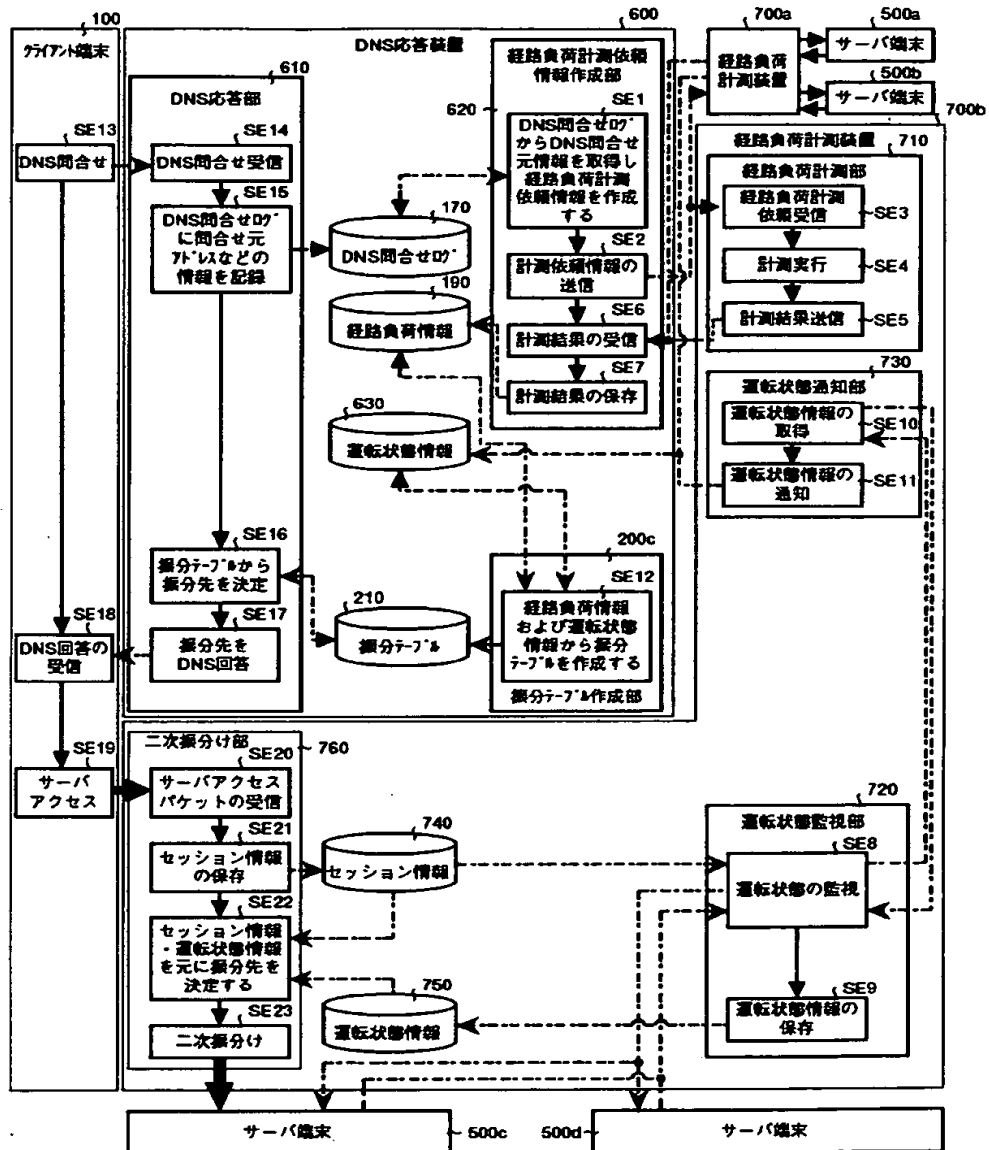 100
クライアント端末
SE13
DNS問合せ
SE18
DNS回答の
受信
SE19
サーバ
アクセス
600
DNS応答装置
610
DNS応答部
SE14
DNS問合せ受信
SE15
DNS問合せログ
に問合せ元
アドレスなどの
情報を記録
SE16
振分テーブルから
振分先を決定
SE17
振分先を
DNS回答
170
DNS問合せログ
190
経路負荷情報
630
運転状態情報
210
振分テーブル
620
経路負荷計測依頼
情報作成部
SE1
DNS問合せログ
からDNS問合せ
元情報を取得し
経路負荷計測
依頼情報を作成
する
SE2
計測依頼情報の
送信
SE6
計測結果の受信
SE7
計測結果の保存
200c
SE12
経路負荷情報
および運転状態
情報から振分
テーブルを作成する
振分テーブル作成部
700a
経路負荷
計測装置
500a
サーバ端末
500b
サーバ端末
700b
経路負荷計測装置
710
経路負荷計測部
経路負荷計測
依頼受信
SE3
計測実行
SE4
計測結果送信
SE5
730
運転状態通知部
運転状態情報の
取得
SE10
運転状態情報の
通知
SE11
二次振分け部
760
SE20
サーバアクセス
パケットの受信
SE21
セッション情報
の保存
SE22
セッション情報
・運転状態情報
を元に振分先を
決定する
SE23
二次振分け
740
セッション情報
750
運転状態情報
720
運転状態監視部
SE8
運転状態の監視
SE9
運転状態情報の
保存
サーバ端末
500c
500d
サーバ端末